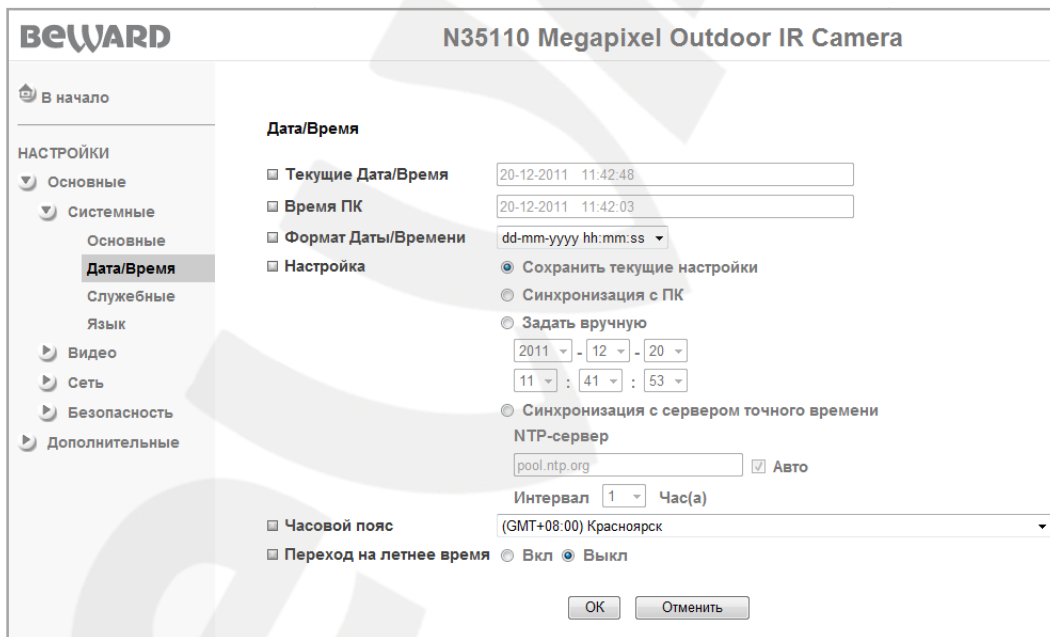 BEWARD
N35110 Megapixel Outdoor IR Camera
В начало
НАСТРОЙКИ
Основные
Системные
Основные
Дата/Время
Служебные
Язык
Видео
Сеть
Безопасность
Дополнительные
Дата/Время
Текущие Дата/Время 20-12-2011 11:42:48
Время ПК 20-12-2011 11:42:03
Формат Даты/Времени dd-mm-yyyy hh:mm:ss
Настройка Сохранить текущие настройки
Синхронизация с ПК
Задать вручную
2011 - 12 - 20
11 : 41 : 53
Синхронизация с сервером точного времени
NTP-сервер
pool.ntp.org Авто
Интервал 1 Час(а)
Часовой пояс (GMT+08:00) Красноярск
Переход на летнее время Вкл Выкл
OK Отменить